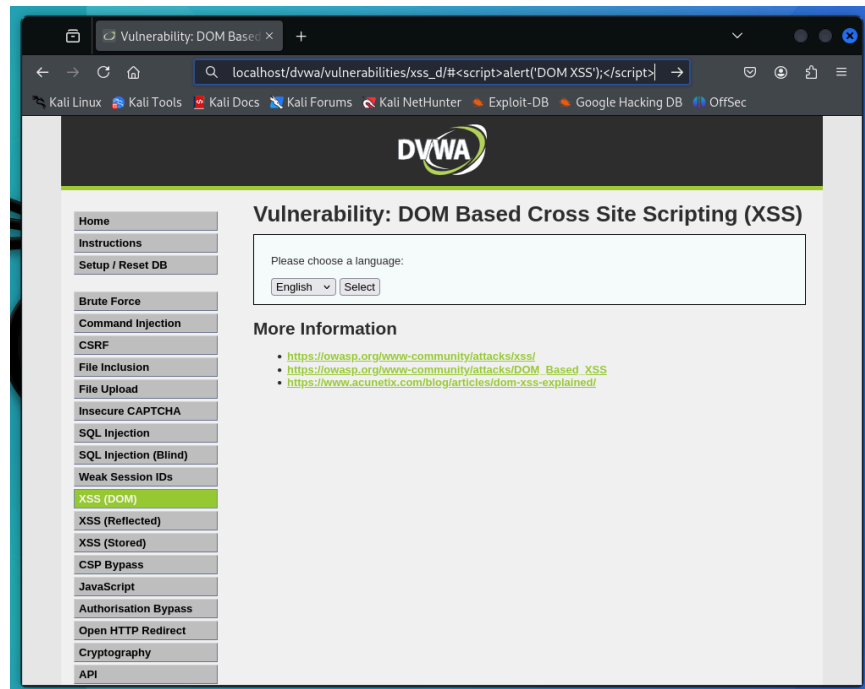 Vulnerability: DOM Based
localhost/dvwa/vulnerabilities/xss_d/#<script>alert('DOM XSS');</script>
Kali Linux Kali Tools Kali Docs Kali Forums Kali NetHunter Exploit-DB Google Hacking DB OffSec
DVWA
Vulnerability: DOM Based Cross Site Scripting (XSS)
Please choose a language:
English Select
More Information
https://owasp.org/www-community/attacks/xss/
https://owasp.org/www-community/attacks/DOM_Based_XSS
https://www.acunetix.com/blog/articles/dom-xss-explained/
Home
Instructions
Setup / Reset DB
Brute Force
Command Injection
CSRF
File Inclusion
File Upload
Insecure CAPTCHA
SQL Injection
SQL Injection (Blind)
Weak Session IDs
XSS (DOM)
XSS (Reflected)
XSS (Stored)
CSP Bypass
JavaScript
Authorisation Bypass
Open HTTP Redirect
Cryptography
API